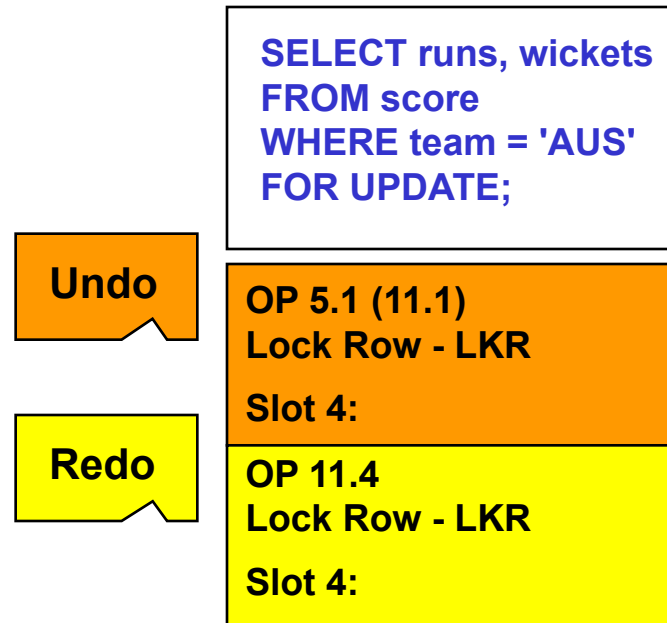 SELECT runs, wickets
FROM score
WHERE team = 'AUS'
FOR UPDATE;
Undo
OP 5.1 (11.1)
Lock Row - LKR
Slot 4:
Redo
OP 11.4
Lock Row - LKR
Slot 4: